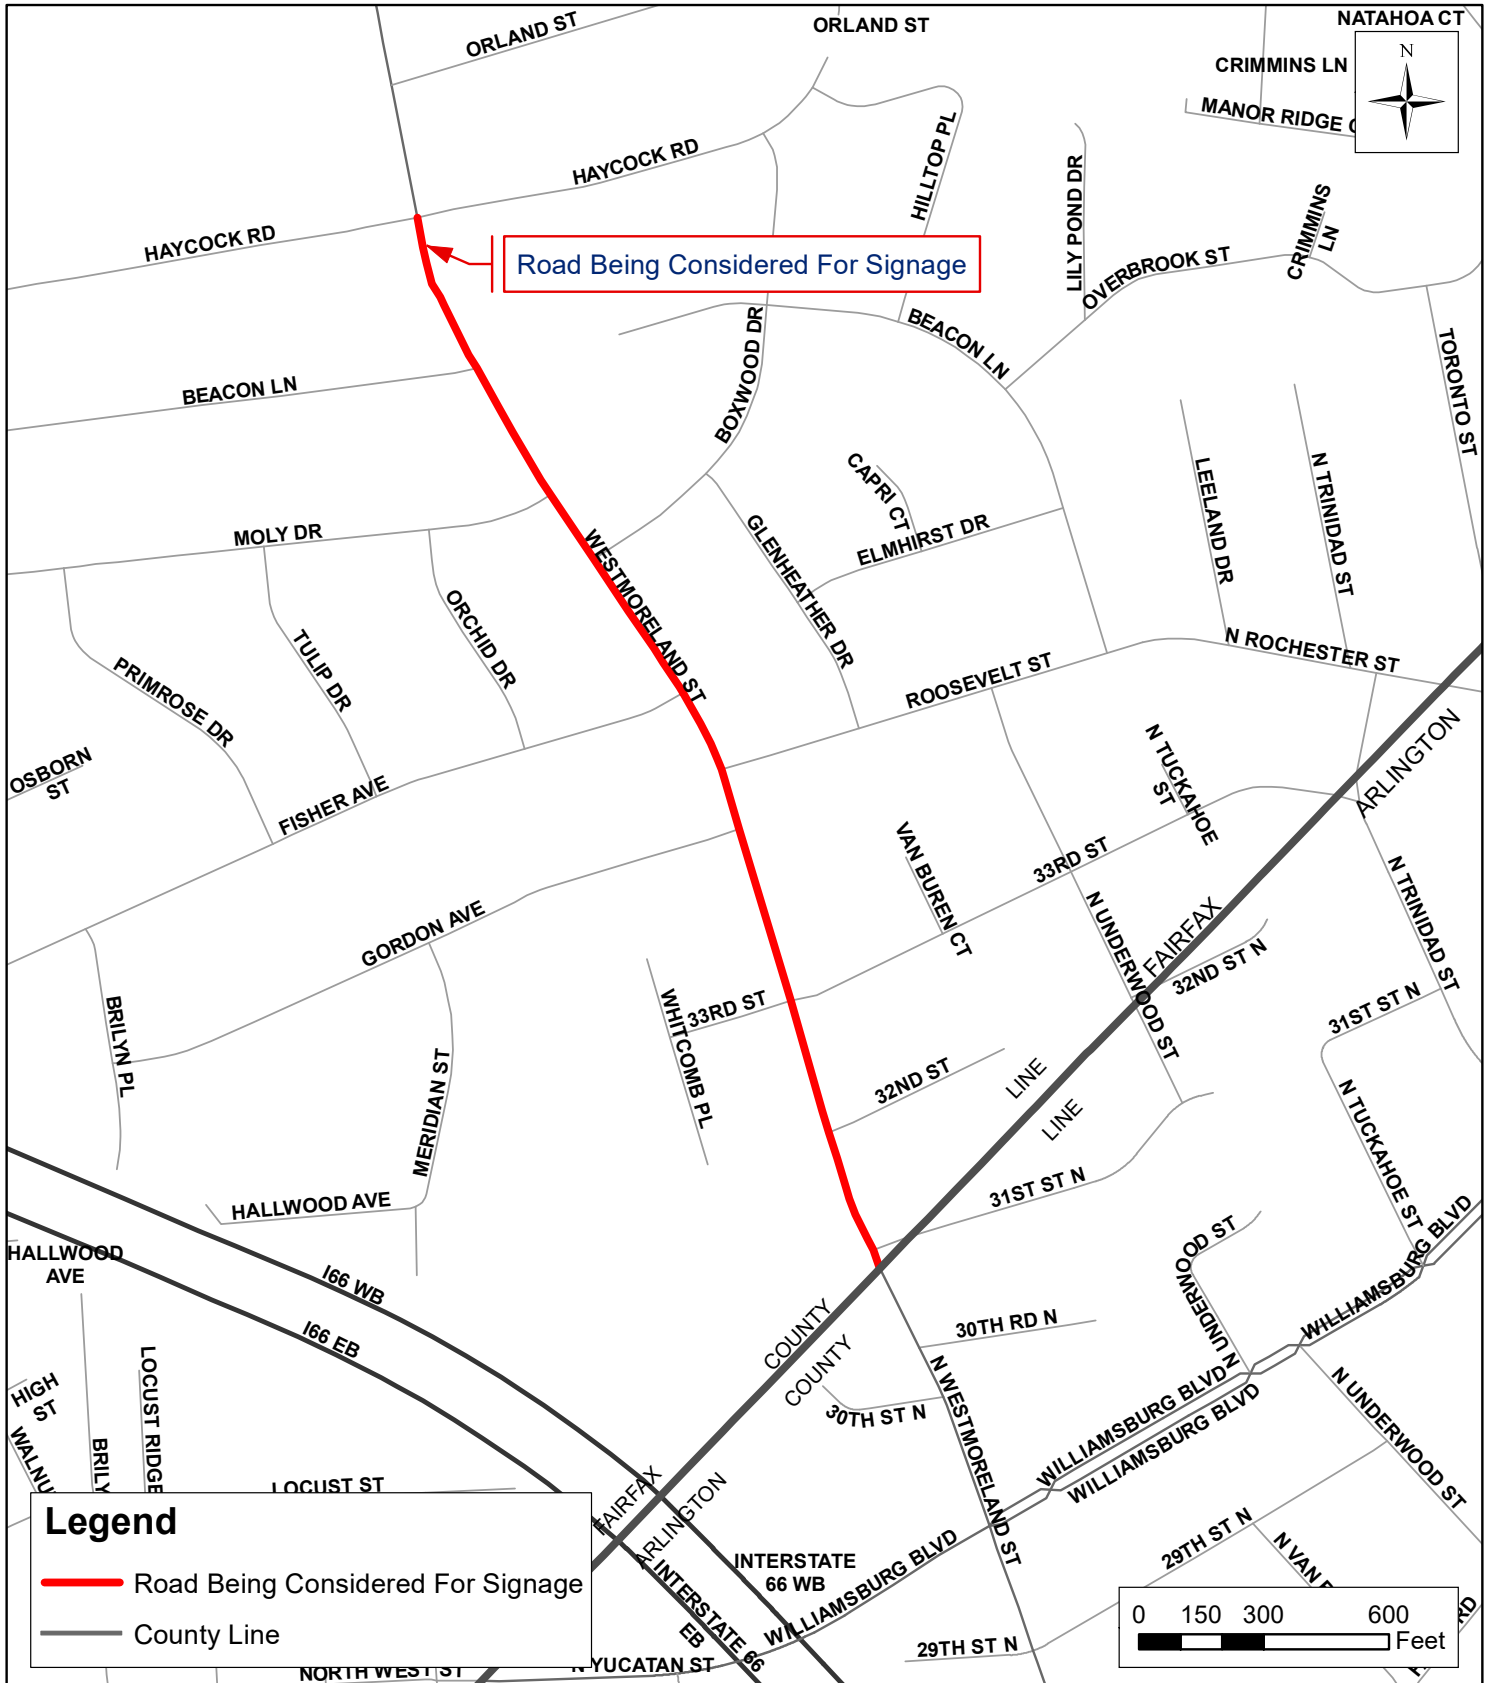 ORLAND ST
ORLAND ST
NATAHOA CT
CRIMMINS LN
N
MANOR RIDGE
HAYCOCK RD
HILLTOP PL
LILY POND DR
CRIMMINS
LN
HAYCOCK RD
Road Being Considered For Signage
OVERBROOK ST
BEACON LN
BOXWOOD DR
TORONTO ST
BEACON LN
CAPRI CT
LEELAND DR
N TRINIDAD ST
MOLY DR
WESTMORELAND ST
GLENHEATHER DR
ELMHIRST DR
ORCHID DR
TULIP DR
PRIMROSE DR
N ROCHESTER ST
ROOSEVELT ST
OSBORN
ST
FISHER AVE
N TUCKAHOE
ST
ARLINGTON
VAN BUREN CT
33RD ST
N TRINIDAD ST
GORDON AVE
N UNDERWOOD ST
FAIRFAX
32ND ST N
BRILYN PL
WHITCOMB PL
33RD ST
31ST ST N
MERIDIAN ST
32ND ST
LINE
LINE
N TUCKAHOE ST
HALLWOOD AVE
31ST ST N
HALLWOOD
AVE
I66 WB
N UNDERWOOD ST
WILLIAMSBURG BLVD
I66 EB
COUNTY
COUNTY
30TH RD N
HIGH
ST
LOCUST RIDGE
N WESTMORELAND ST
30TH ST N
WILLIAMSBURG BLVD
WILLIAMSBURG BLVD
N UNDERWOOD ST
BRILY
LOCUST ST
FAIRFAX
ARLINGTON
29TH ST N
INTERSTATE
66 WB
WILLIAMSBURG BLVD
INTERSTATE 66
EB
29TH ST N
N YUCATAN ST
NORTH WEST ST
N VAN
RD
Legend
Road Being Considered For Signage
County Line
0 150 300 600
Feet